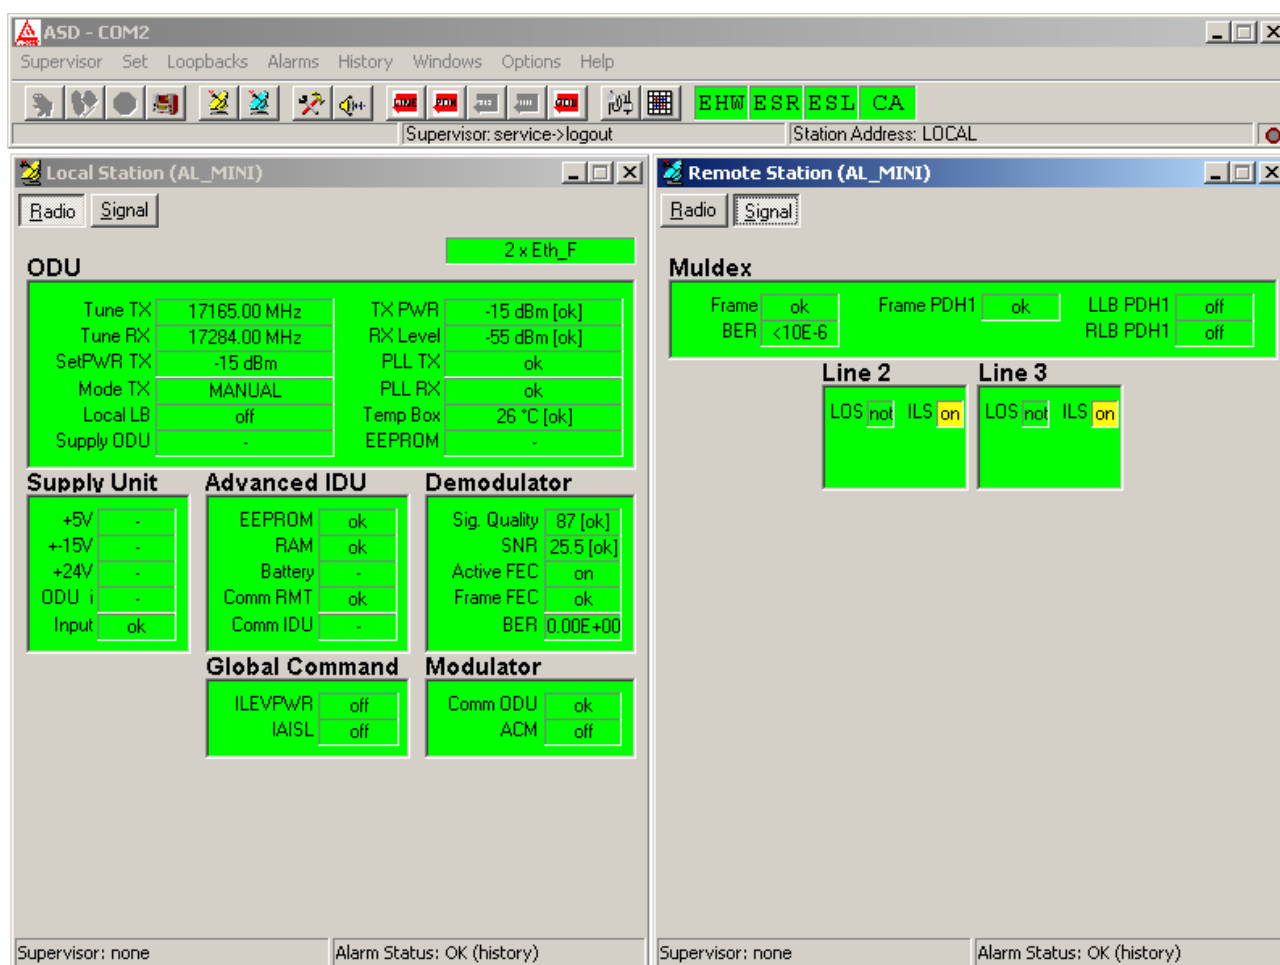 ASD - COM2
Supervisor Set Loopbacks Alarms History Windows Options Help
EHW ESR ESL CA
Supervisor: service->logout Station Address: LOCAL
Local Station (AL_MINI)
Radio Signal
2 x Eth_F
ODU
Tune TX 17165.00 MHz TX PWR -15 dBm [ok]
Tune RX 17284.00 MHz RX Level -55 dBm [ok]
SetPWR TX -15 dBm PLL TX ok
Mode TX MANUAL PLL RX ok
Local LB off Temp Box 26 °C [ok]
Supply ODU - EEPROM -
Supply Unit
+5V -
+-15V -
+24V -
ODU i -
Input ok
Advanced IDU
EEPROM ok
RAM ok
Battery -
Comm RMT ok
Comm IDU -
Demodulator
Sig. Quality 87 [ok]
SNR 25.5 [ok]
Active FEC on
Frame FEC ok
BER 0.00E+00
Global Command
ILEVPWR off
IAISL off
Modulator
Comm ODU ok
ACM off
Supervisor: none Alarm Status: OK (history)
Remote Station (AL_MINI)
Radio Signal
Muldex
Frame ok Frame PDH1 ok LLB PDH1 off
BER <10E-6 RLB PDH1 off
Line 2
LOS not ILS on
Line 3
LOS not ILS on
Supervisor: none Alarm Status: OK (history)